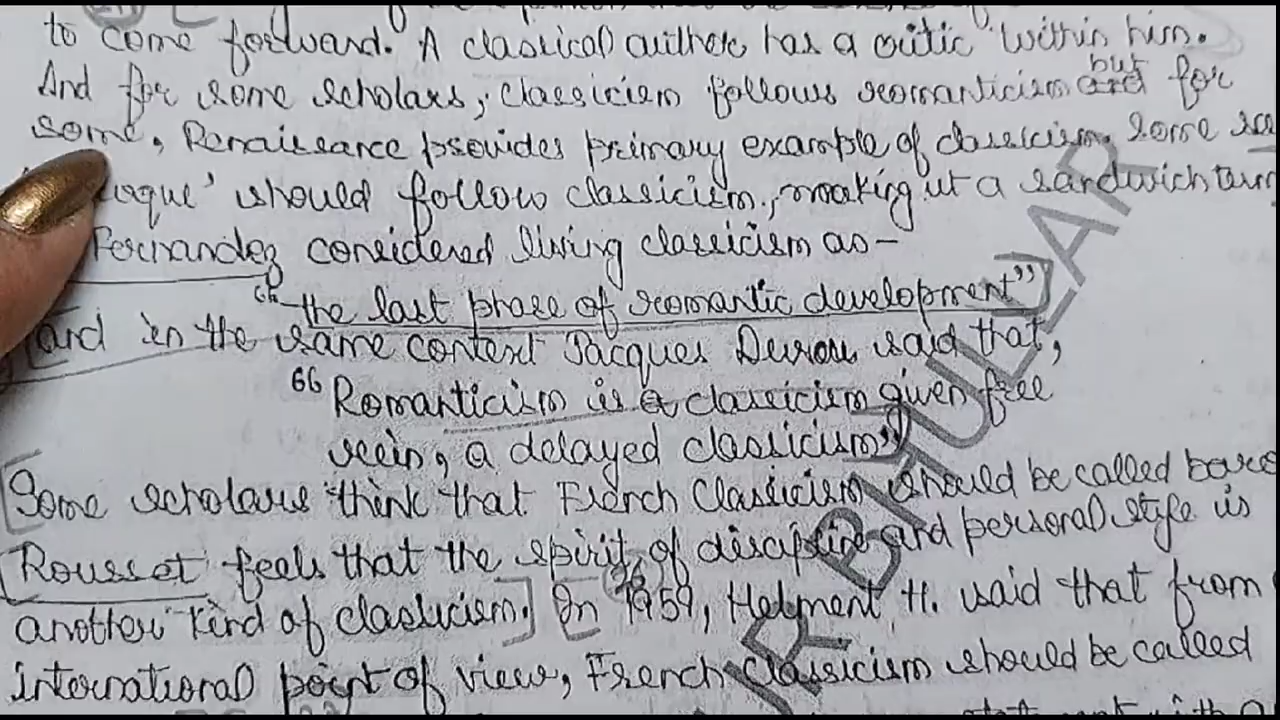 to come forward. A classical author has a critic within him.
And for some scholars, classicism follows romanticism but and for
some, Renaissance provides primary example of classicism. Some sa
should follow classicism, making it a sandwich
Fernandez considered living classicism as-
"the last phase of romantic development"
and in the same context Jacques said that,
"Romanticism is a classicism given free
rein, a delayed classicism"
Some scholars think that French Classicism should be called baro
Rousset feels that the spirit of discipline and personal style is
another kind of classicism. In 1959, Helment H. said that from
international point of view, French classicism should be called
BITULAR